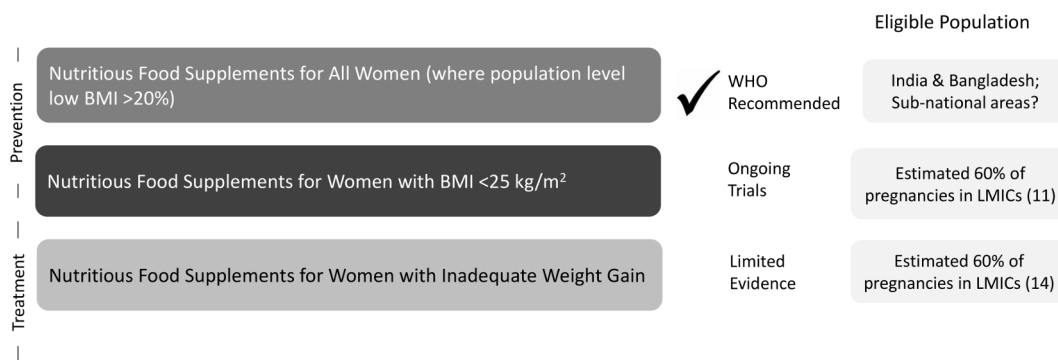 Eligible Population
Prevention
Nutritious Food Supplements for All Women (where population level
low BMI >20%)
WHO
Recommended
India & Bangladesh;
Sub-national areas?
Nutritious Food Supplements for Women with BMI <25 kg/m²
Ongoing
Trials
Estimated 60% of
pregnancies in LMICs (11)
Treatment
Nutritious Food Supplements for Women with Inadequate Weight Gain
Limited
Evidence
Estimated 60% of
pregnancies in LMICs (14)